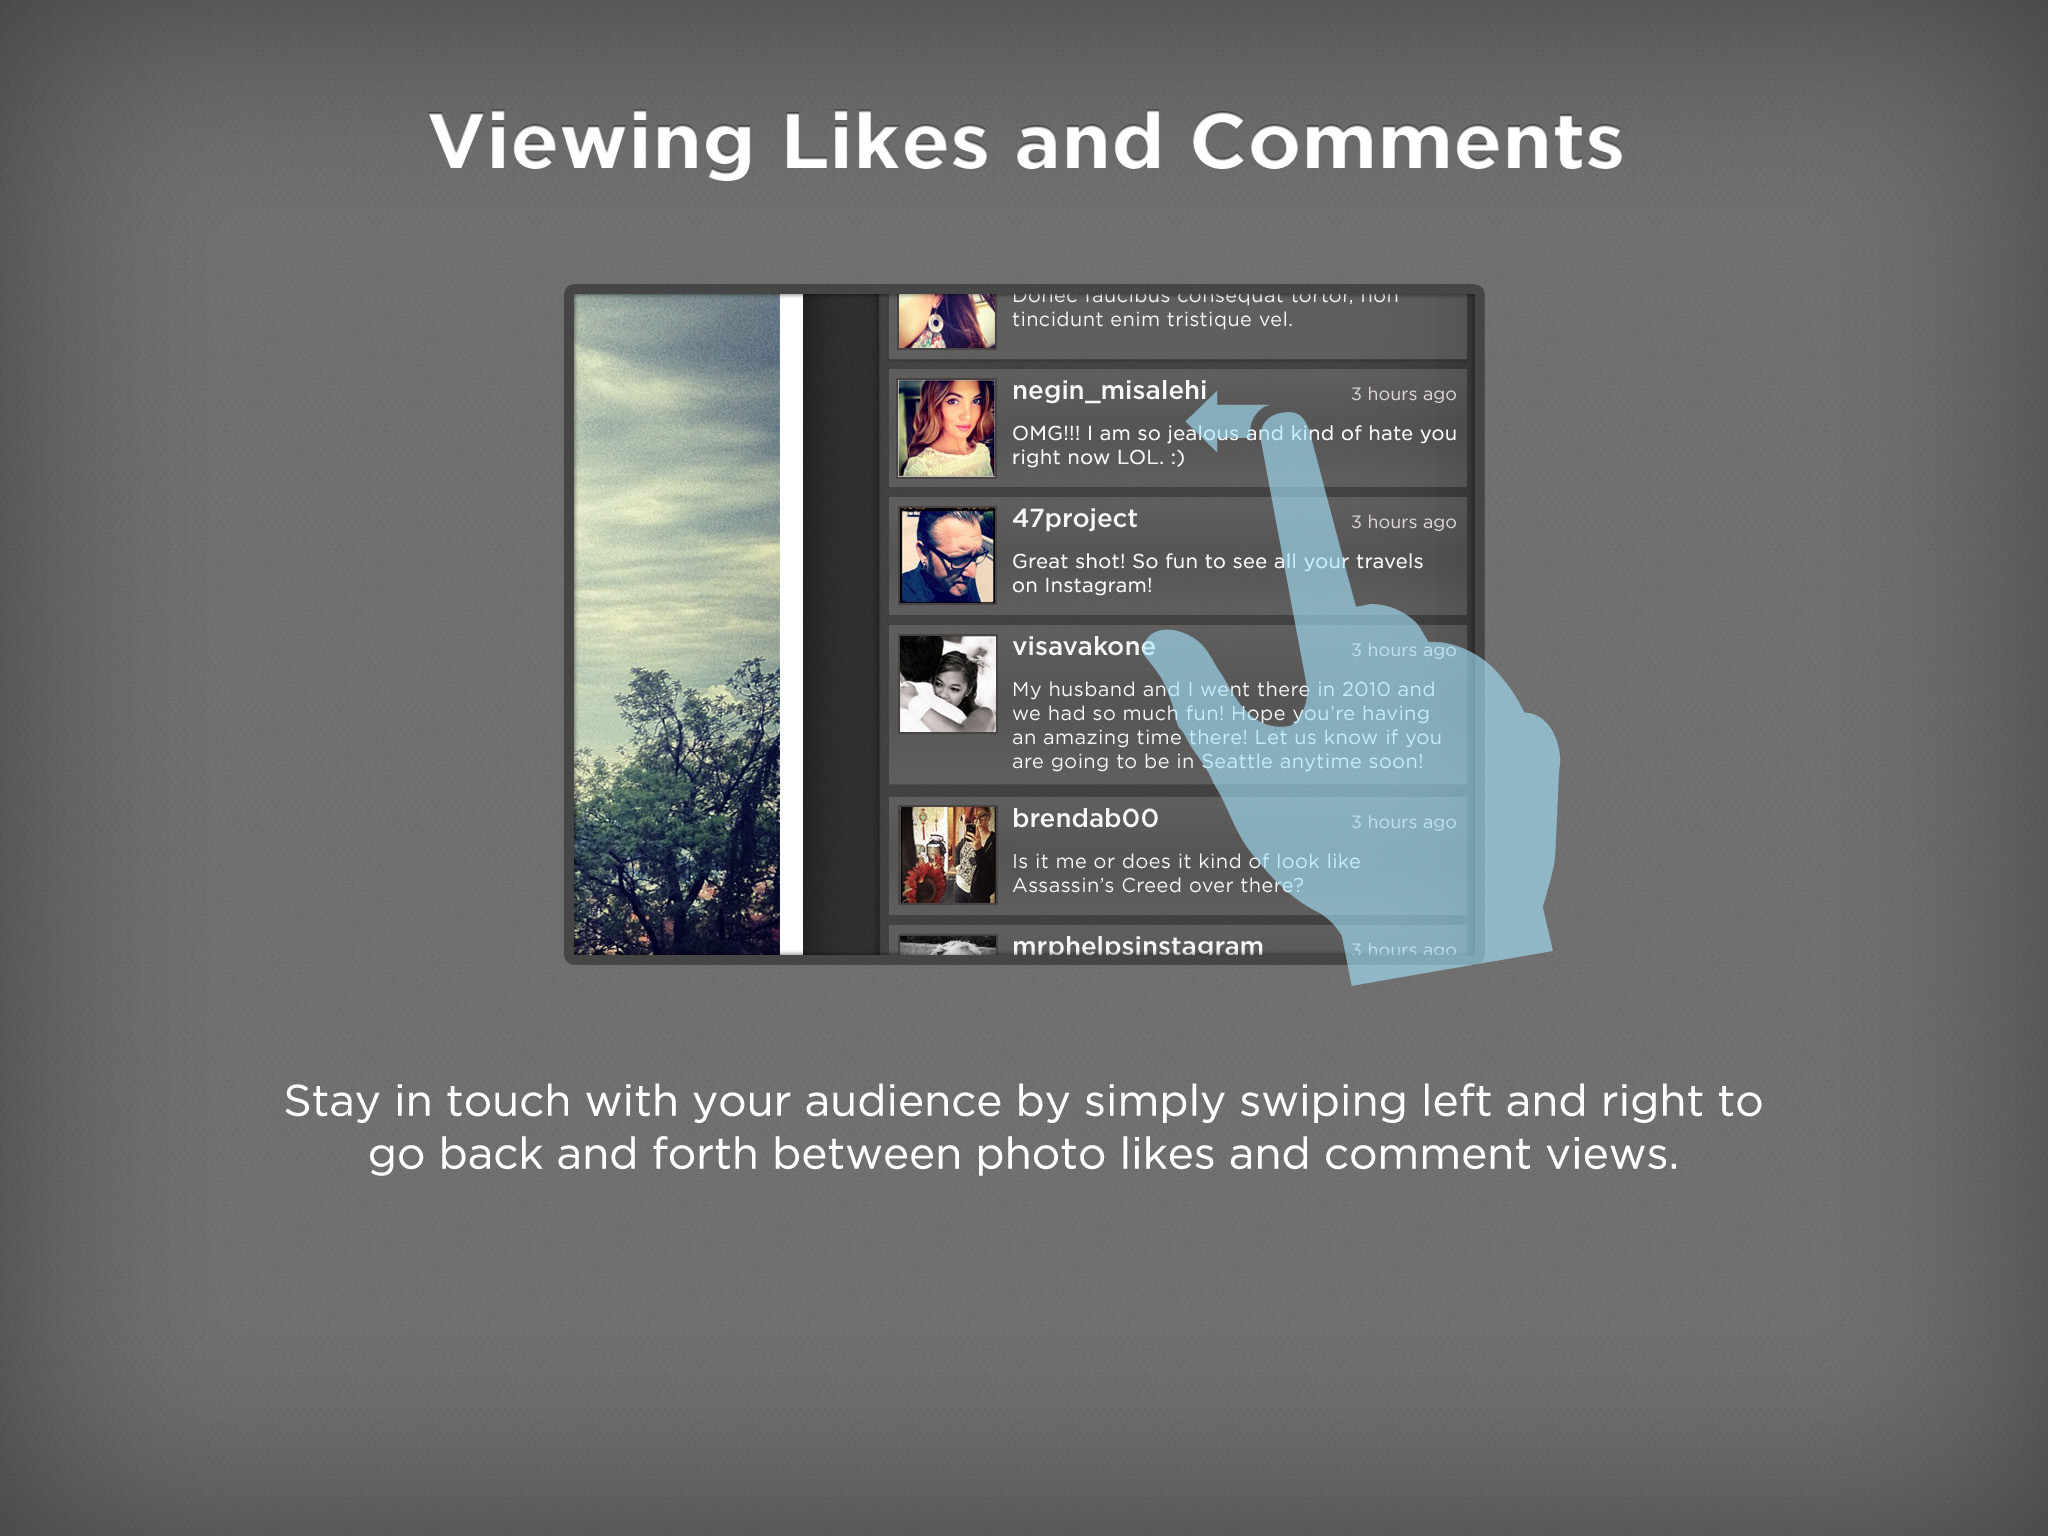 Viewing Likes and Comments
Donec faucibus consequat tortor, non
tincidunt enim tristique vel.
negin_misalehi
3 hours ago
OMG!!! I am so jealous and kind of hate you
right now LOL. :)
47project
3 hours ago
Great shot! So fun to see all your travels
on Instagram!
visavakone
3 hours ago
My husband and I went there in 2010 and
we had so much fun! Hope you’re having
an amazing time there! Let us know if you
are going to be in Seattle anytime soon!
brendab00
3 hours ago
Is it me or does it kind of look like
Assassin’s Creed over there?
mrphelpsinstagram
3 hours ago
Stay in touch with your audience by simply swiping left and right to
go back and forth between photo likes and comment views.